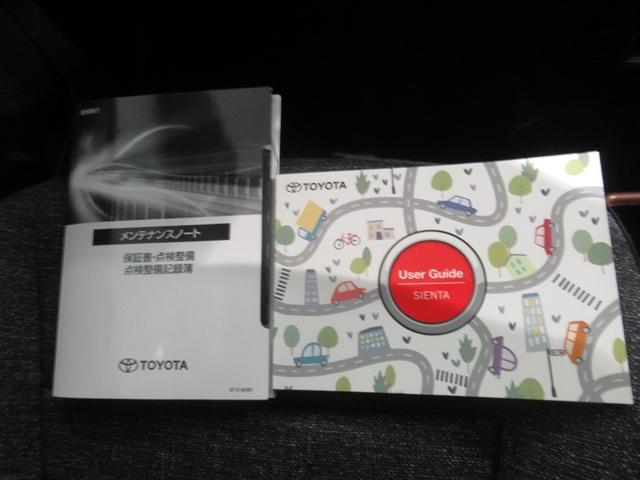 メンテナンスノート
保証書・点検整備
点検整備記録簿
TOYOTA
TOYOTA
User Guide
SIENTA